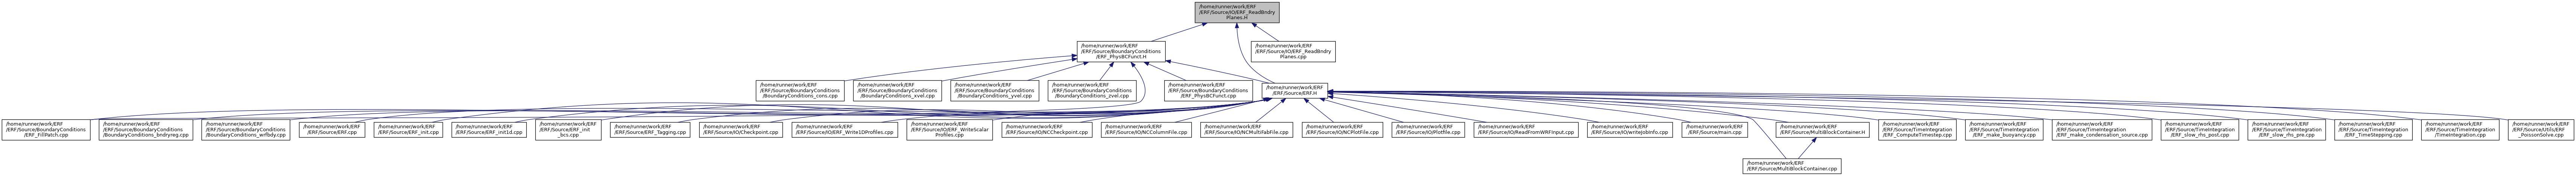 /home/runner/work/ERF
/ERF/Source/IO/ERF_ReadBndry
Planes.H
/home/runner/work/ERF
/ERF/Source/BoundaryConditions
/ERF_PhysBCFunct.H
/home/runner/work/ERF
/ERF/Source/IO/ERF_ReadBndry
Planes.cpp
/home/runner/work/ERF
/ERF/Source/BoundaryConditions
/BoundaryConditions_cons.cpp
/home/runner/work/ERF
/ERF/Source/BoundaryConditions
/BoundaryConditions_xvel.cpp
/home/runner/work/ERF
/ERF/Source/BoundaryConditions
/BoundaryConditions_yvel.cpp
/home/runner/work/ERF
/ERF/Source/BoundaryConditions
/BoundaryConditions_zvel.cpp
/home/runner/work/ERF
/ERF/Source/BoundaryConditions
/ERF_PhysBCFunct.cpp
/home/runner/work/ERF
/ERF/Source/ERF.H
/home/runner/work/ERF
/ERF/Source/BoundaryConditions
/ERF_FillPatch.cpp
/home/runner/work/ERF
/ERF/Source/BoundaryConditions
/BoundaryConditions_bndryreg.cpp
/home/runner/work/ERF
/ERF/Source/BoundaryConditions
/BoundaryConditions_wrfbdy.cpp
/home/runner/work/ERF
/ERF/Source/ERF.cpp
/home/runner/work/ERF
/ERF/Source/ERF_init.cpp
/home/runner/work/ERF
/ERF/Source/ERF_init1d.cpp
/home/runner/work/ERF
/ERF/Source/ERF_init
_bcs.cpp
/home/runner/work/ERF
/ERF/Source/ERF_Tagging.cpp
/home/runner/work/ERF
/ERF/Source/IO/Checkpoint.cpp
/home/runner/work/ERF
/ERF/Source/IO/ERF_Write1DProfiles.cpp
/home/runner/work/ERF
/ERF/Source/IO/ERF_WriteScalar
Profiles.cpp
/home/runner/work/ERF
/ERF/Source/IO/NCCheckpoint.cpp
/home/runner/work/ERF
/ERF/Source/IO/NCColumnFile.cpp
/home/runner/work/ERF
/ERF/Source/IO/NCMultiFabFile.cpp
/home/runner/work/ERF
/ERF/Source/IO/NCPlotFile.cpp
/home/runner/work/ERF
/ERF/Source/IO/Plotfile.cpp
/home/runner/work/ERF
/ERF/Source/IO/ReadFromWRFInput.cpp
/home/runner/work/ERF
/ERF/Source/IO/writeJobInfo.cpp
/home/runner/work/ERF
/ERF/Source/main.cpp
/home/runner/work/ERF
/ERF/Source/MultiBlockContainer.H
/home/runner/work/ERF
/ERF/Source/TimeIntegration
/ERF_ComputeTimestep.cpp
/home/runner/work/ERF
/ERF/Source/TimeIntegration
/ERF_make_buoyancy.cpp
/home/runner/work/ERF
/ERF/Source/TimeIntegration
/ERF_make_condensation_source.cpp
/home/runner/work/ERF
/ERF/Source/TimeIntegration
/ERF_slow_rhs_post.cpp
/home/runner/work/ERF
/ERF/Source/TimeIntegration
/ERF_slow_rhs_pre.cpp
/home/runner/work/ERF
/ERF/Source/TimeIntegration
/ERF_TimeStepping.cpp
/home/runner/work/ERF
/ERF/Source/TimeIntegration
/TimeIntegration.cpp
/home/runner/work/ERF
/ERF/Source/Utils/ERF
_PoissonSolve.cpp
/home/runner/work/ERF
/ERF/Source/MultiBlockContainer.cpp